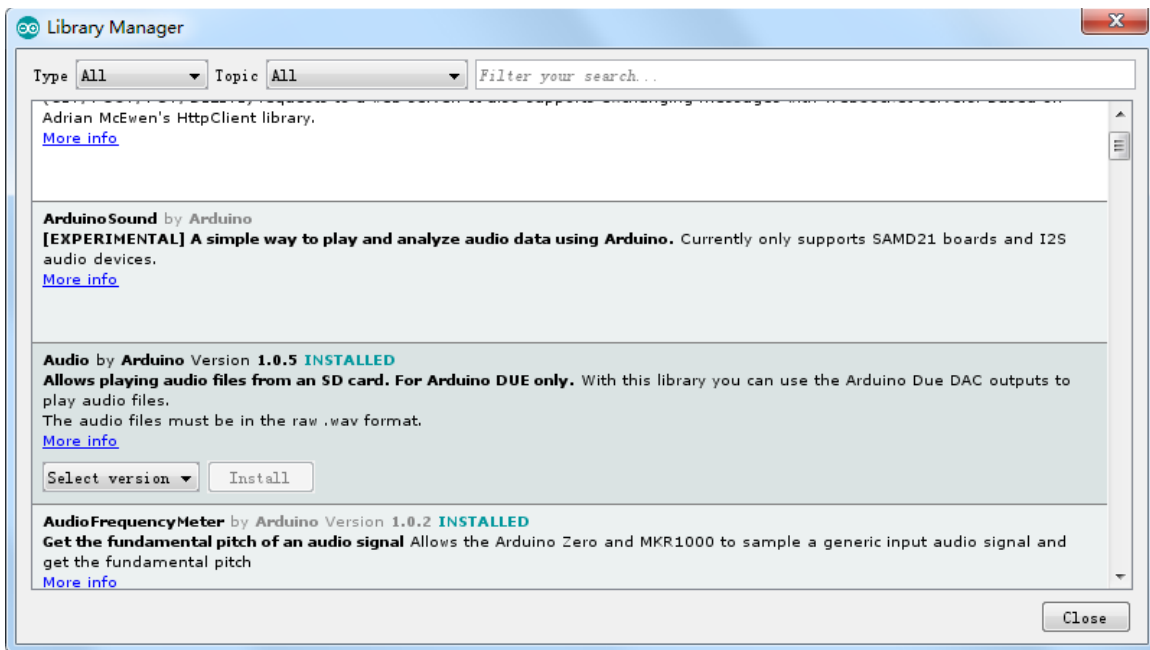 Library Manager
Type All Topic All Filter your search...
Adrian McEwen's HttpClient library.
More info
ArduinoSound by Arduino
[EXPERIMENTAL] A simple way to play and analyze audio data using Arduino. Currently only supports SAMD21 boards and I2S
audio devices.
More info
Audio by Arduino Version 1.0.5 INSTALLED
Allows playing audio files from an SD card. For Arduino DUE only. With this library you can use the Arduino Due DAC outputs to
play audio files.
The audio files must be in the raw .wav format.
More info
Select version Install
AudioFrequencyMeter by Arduino Version 1.0.2 INSTALLED
Get the fundamental pitch of an audio signal Allows the Arduino Zero and MKR1000 to sample a generic input audio signal and
get the fundamental pitch
More info
Close